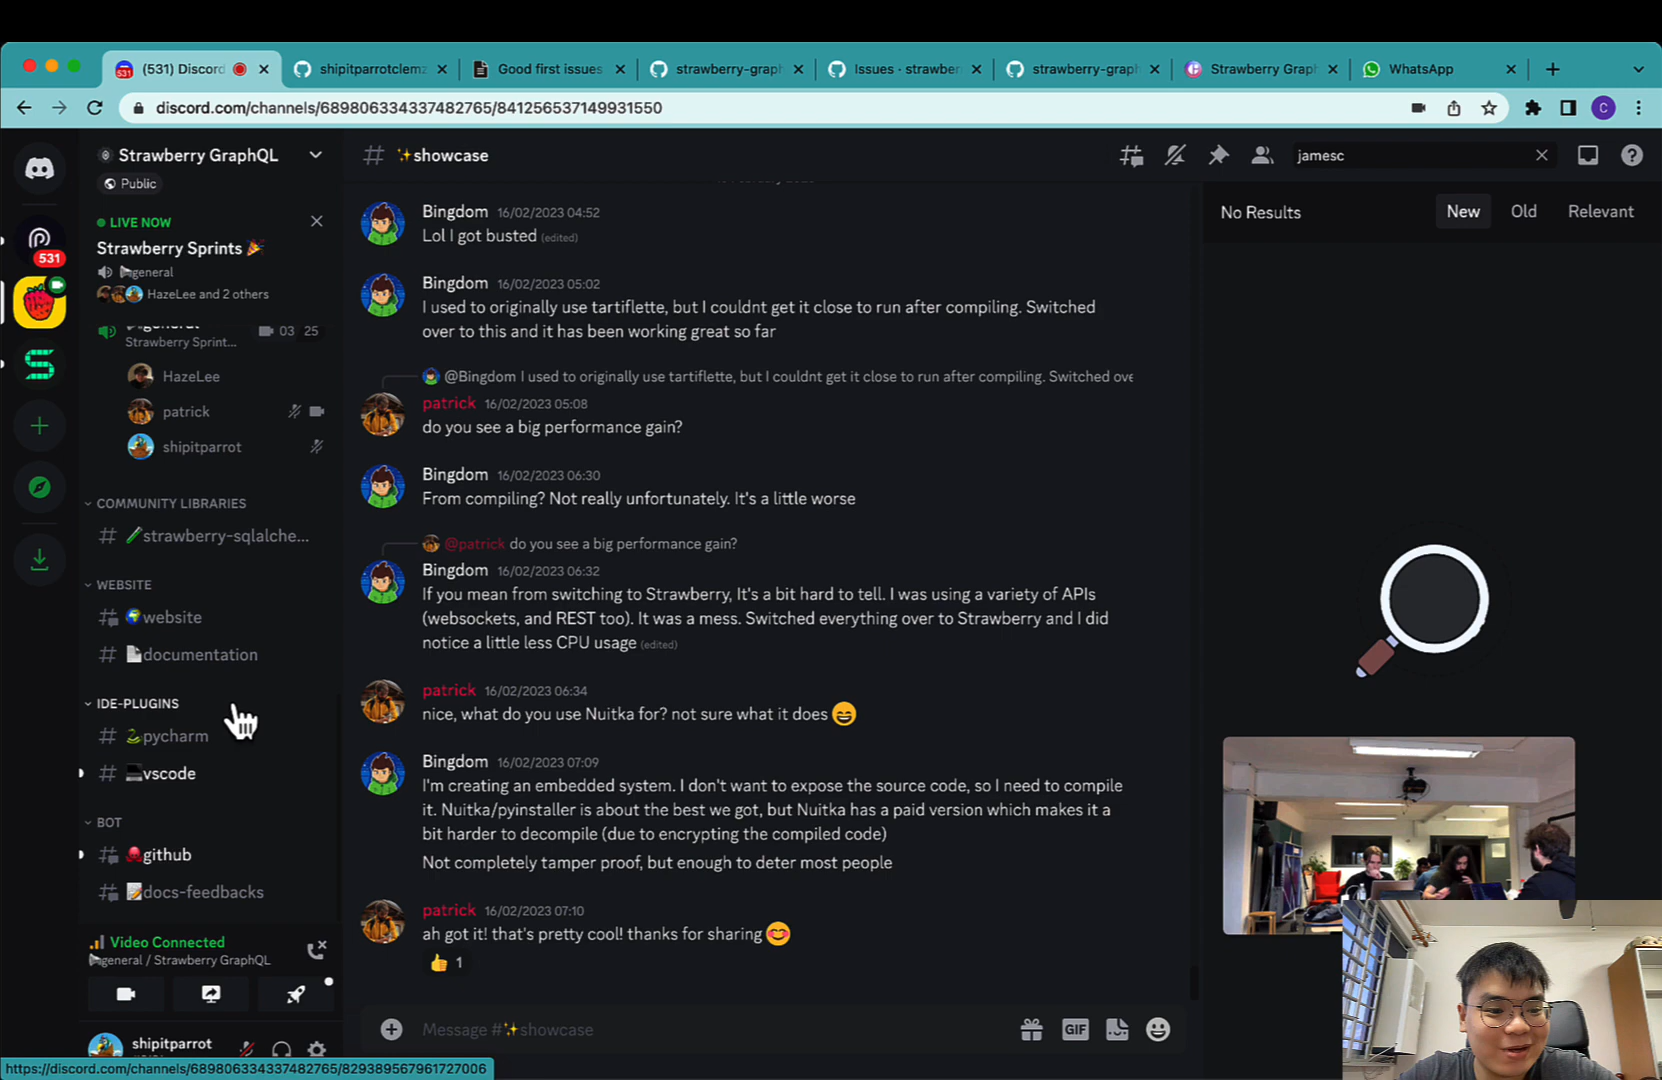 (531) Discord
shipitparrotclemz
Good first issues
strawberry-graph
Issues · strawber
strawberry-graph
Strawberry Graph
WhatsApp
discord.com/channels/689806334337482765/841256537149931550
C
Strawberry GraphQL
Public
LIVE NOW
Strawberry Sprints 🎉
general
HazeLee and 2 others
531
general
03 25
Strawberry Sprint...
HazeLee
patrick
shipitparrot
COMMUNITY LIBRARIES
strawberry-sqlalche...
WEBSITE
website
documentation
IDE-PLUGINS
pycharm
vscode
BOT
github
docs-feedbacks
Video Connected
general / Strawberry GraphQL
shipitparrot
https://discord.com/channels/689806334337482765/829389567961727006
# ✨showcase
jamesc
Bingdom 16/02/2023 04:52
Lol I got busted (edited)
Bingdom 16/02/2023 05:02
I used to originally use tartiflette, but I couldnt get it close to run after compiling. Switched
over to this and it has been working great so far
@Bingdom I used to originally use tartiflette, but I couldnt get it close to run after compiling. Switched ove
patrick 16/02/2023 05:08
do you see a big performance gain?
Bingdom 16/02/2023 06:30
From compiling? Not really unfortunately. It's a little worse
@patrick do you see a big performance gain?
Bingdom 16/02/2023 06:32
If you mean from switching to Strawberry, It's a bit hard to tell. I was using a variety of APIs
(websockets, and REST too). It was a mess. Switched everything over to Strawberry and I did
notice a little less CPU usage (edited)
patrick 16/02/2023 06:34
nice, what do you use Nuitka for? not sure what it does 😄
Bingdom 16/02/2023 07:09
I'm creating an embedded system. I don't want to expose the source code, so I need to compile
it. Nuitka/pyinstaller is about the best we got, but Nuitka has a paid version which makes it a
bit harder to decompile (due to encrypting the compiled code)
Not completely tamper proof, but enough to deter most people
patrick 16/02/2023 07:10
ah got it! that's pretty cool! thanks for sharing 😊
👍 1
Message #✨showcase
GIF
No Results
New
Old
Relevant